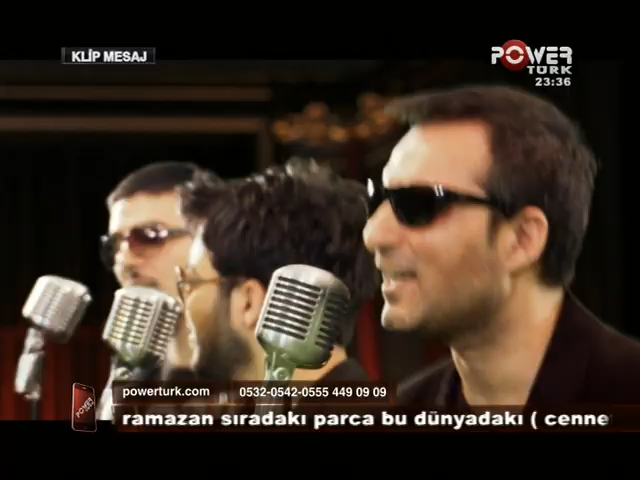 KLİP MESAJ
POWER
TÜRK
23:36
powerturk.com 0532-0542-0555 449 09 09
POWER
ramazan sıradakı parca bu dünyadakı ( cenne